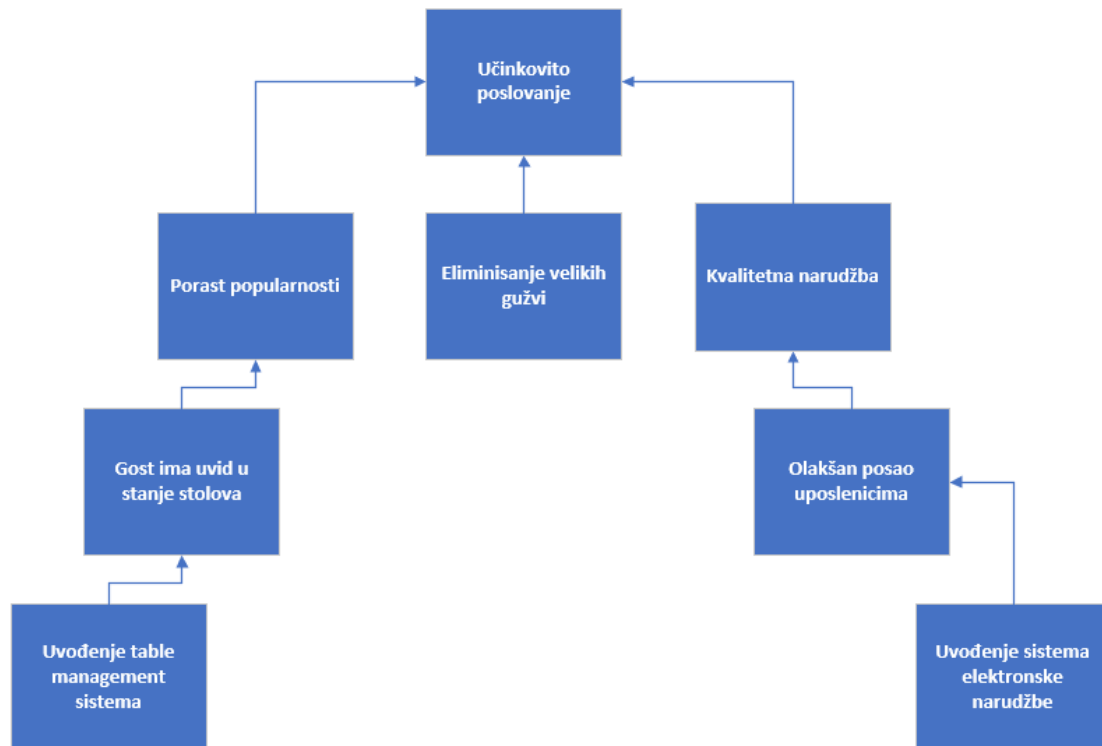 Učinkovito
poslovanje
Porast popularnosti
Eliminisanje velikih
gužvi
Kvalitetna narudžba
Gost ima uvid u
stanje stolova
Olakšan posao
uposlenicima
Uvođenje table
management
sistema
Uvođenje sistema
elektronske
narudžbe